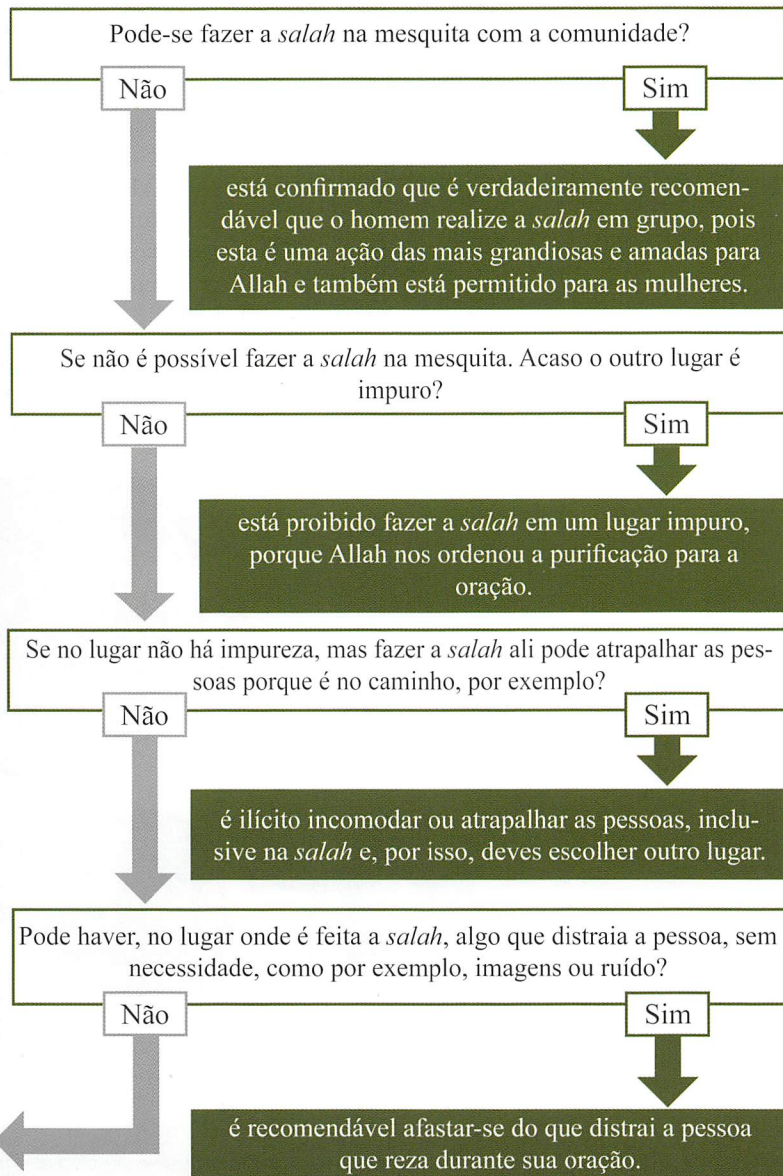 Pode-se fazer a salah na mesquita com a comunidade?
Não
Sim
está confirmado que é verdadeiramente recomen-
dável que o homem realize a salah em grupo, pois
esta é uma ação das mais grandiosas e amadas para
Allah e também está permitido para as mulheres.
Se não é possível fazer a salah na mesquita. Acaso o outro lugar é
impuro?
Não
Sim
está proibido fazer a salah em um lugar impuro,
porque Allah nos ordenou a purificação para a
oração.
Se no lugar não há impureza, mas fazer a salah ali pode atrapalhar as pes-
soas porque é no caminho, por exemplo?
Não
Sim
é ilícito incomodar ou atrapalhar as pessoas, inclu-
sive na salah e, por isso, deves escolher outro lugar.
Pode haver, no lugar onde é feita a salah, algo que distraia a pessoa, sem
necessidade, como por exemplo, imagens ou ruído?
Não
Sim
é recomendável afastar-se do que distrai a pessoa
que reza durante sua oração.